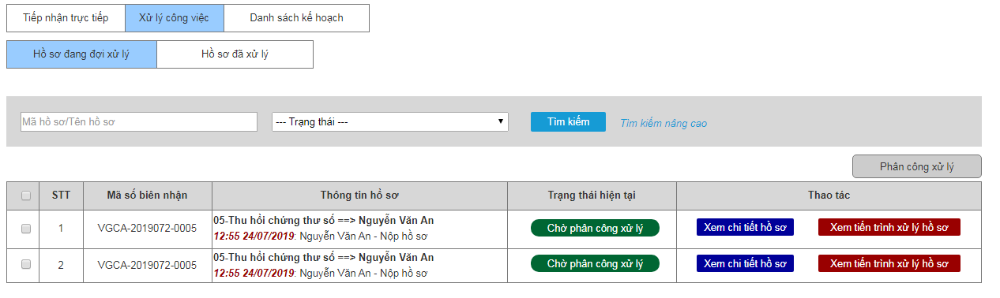 Tiếp nhận trực tiếp Xử lý công việc Danh sách kế hoạch
Hồ sơ đang đợi xử lý Hồ sơ đã xử lý
Mã hồ sơ/Tên hồ sơ --- Trạng thái --- Tìm kiếm Tìm kiếm nâng cao
Phân công xử lý
STT Mã số biên nhận Thông tin hồ sơ Trạng thái hiện tại Thao tác
1 VGCA-2019072-0005 05-Thu hồi chứng thư số ==> Nguyễn Văn An Chờ phân công xử lý Xem chi tiết hồ sơ Xem tiến trình xử lý hồ sơ
12:55 24/07/2019: Nguyễn Văn An - Nộp hồ sơ
2 VGCA-2019072-0005 05-Thu hồi chứng thư số ==> Nguyễn Văn An Chờ phân công xử lý Xem chi tiết hồ sơ Xem tiến trình xử lý hồ sơ
12:55 24/07/2019: Nguyễn Văn An - Nộp hồ sơ